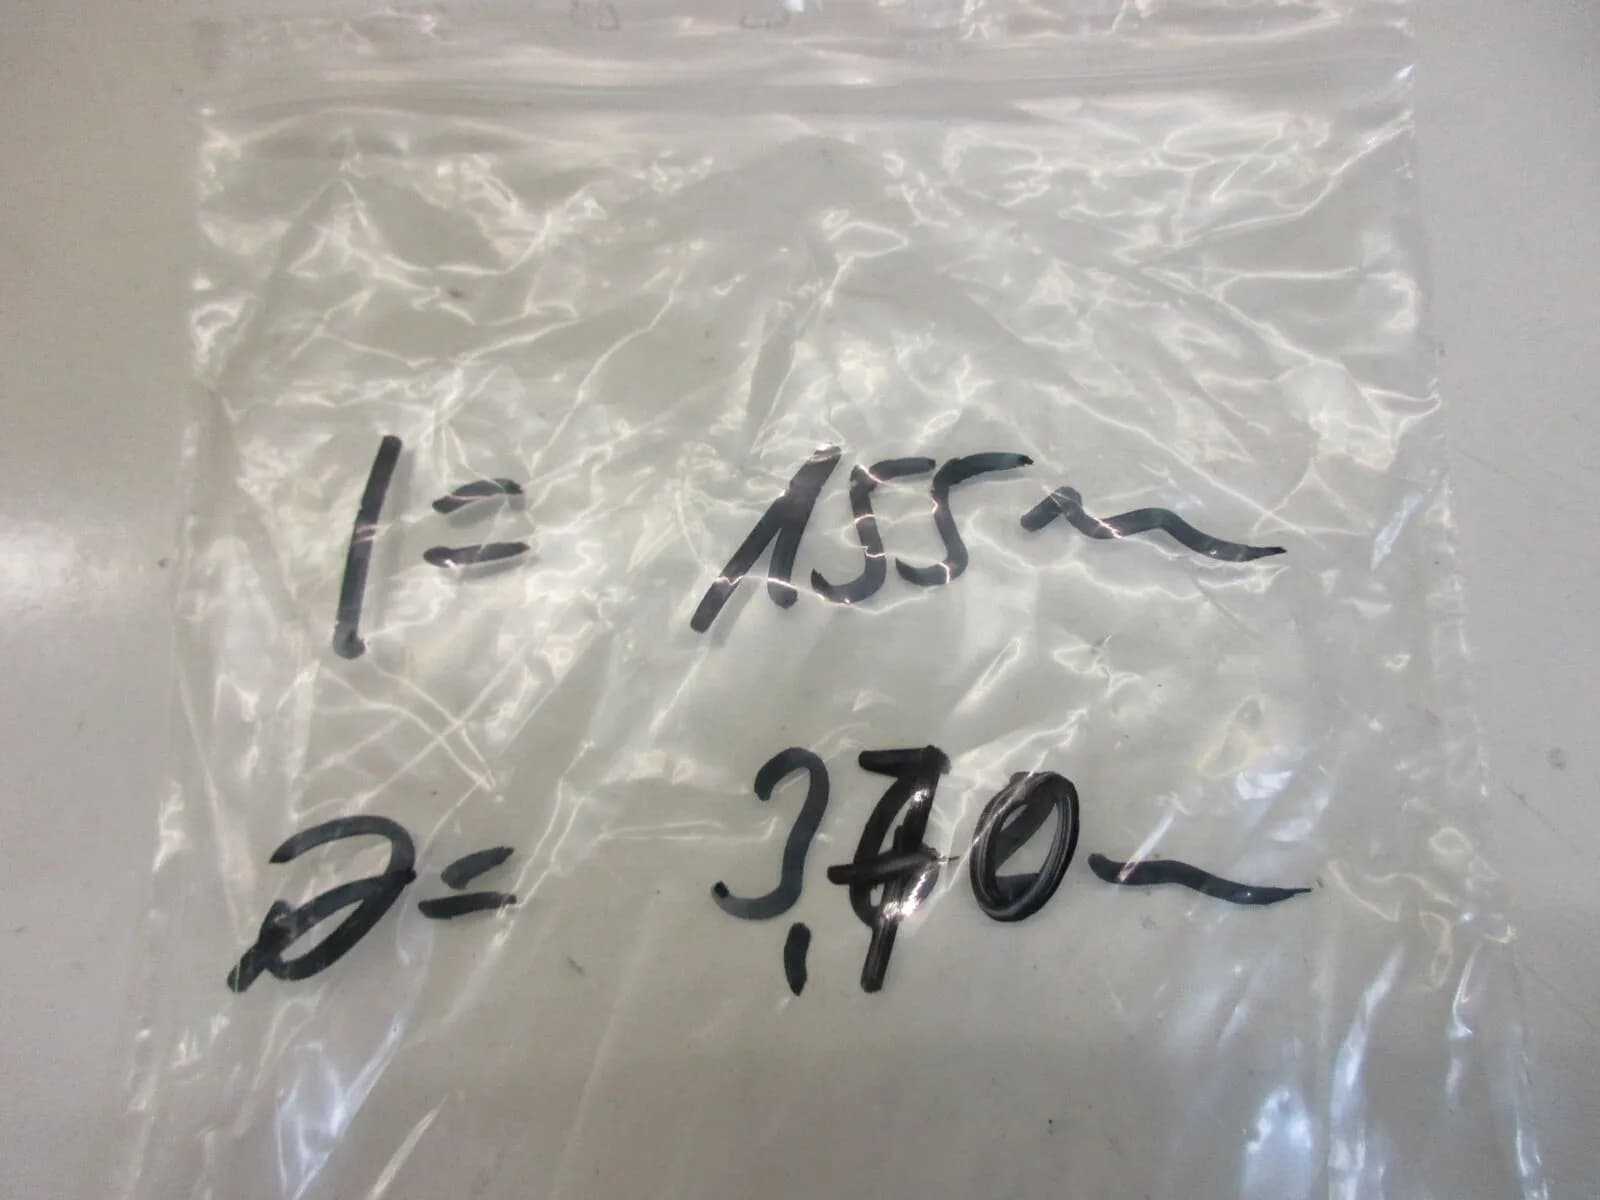 1= 155~
2= 3,70~